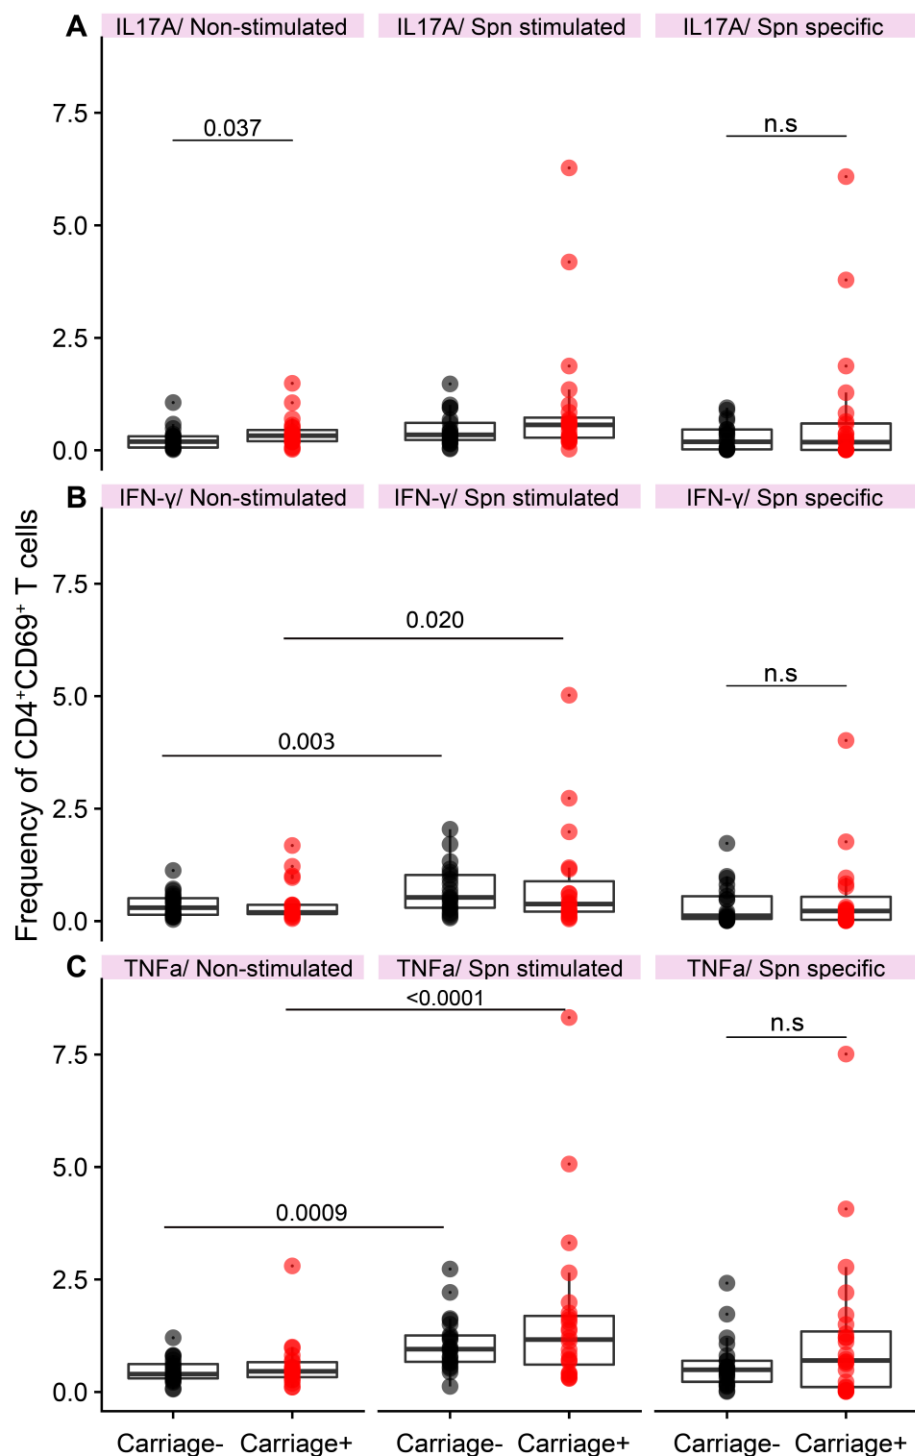 A
IL17A/ Non-stimulated
IL17A/ Spn stimulated
IL17A/ Spn specific
7.5
5.0
2.5
0.0
0.037
n.s
B
IFN-γ/ Non-stimulated
IFN-γ/ Spn stimulated
IFN-γ/ Spn specific
7.5
5.0
2.5
0.0
0.020
0.003
n.s
Frequency of CD4⁺CD69⁺ T cells
C
TNFa/ Non-stimulated
TNFa/ Spn stimulated
TNFa/ Spn specific
7.5
5.0
2.5
0.0
<0.0001
0.0009
n.s
Carriage-
Carriage+
Carriage-
Carriage+
Carriage-
Carriage+